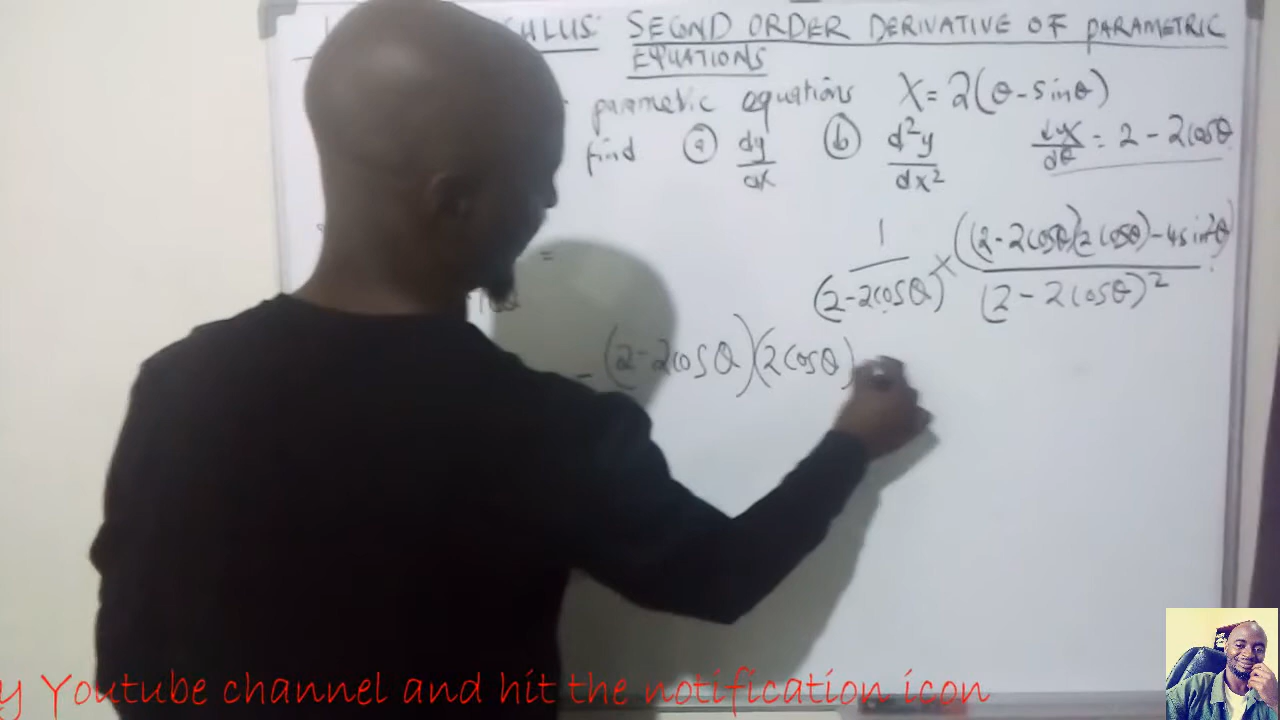 SECOND ORDER DERIVATIVE OF PARAMETRIC
EQUATIONS
parametric equations x = 2(θ - sinθ)
find (a) dy/dx (b) d²y/dx² dx/dθ = 2 - 2cosθ
=
1/(2-2cosθ) × ((2-2cosθ)(2cosθ) - 4sin²θ)/(2-2cosθ)²
(2-2cosθ)(2cosθ)
Youtube channel and hit the notification icon